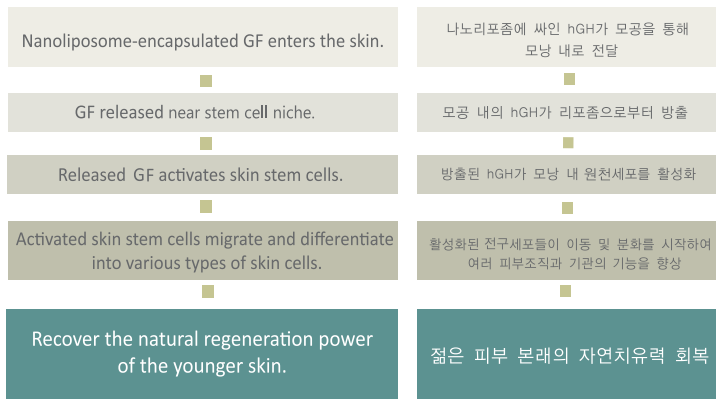 Nanoliposome-encapsulated GF enters the skin.
GF released near stem cell niche.
Released GF activates skin stem cells.
Activated skin stem cells migrate and differentiate
into various types of skin cells.
Recover the natural regeneration power
of the younger skin.
나노리포좀에 싸인 hGH가 모공을 통해
모낭 내로 전달
모공 내의 hGH가 리포좀으로부터 방출
방출된 hGH가 모낭 내 원천세포를 활성화
활성화된 전구세포들이 이동 및 분화를 시작하여
여러 피부조직과 기관의 기능을 향상
젊은 피부 본래의 자연치유력 회복